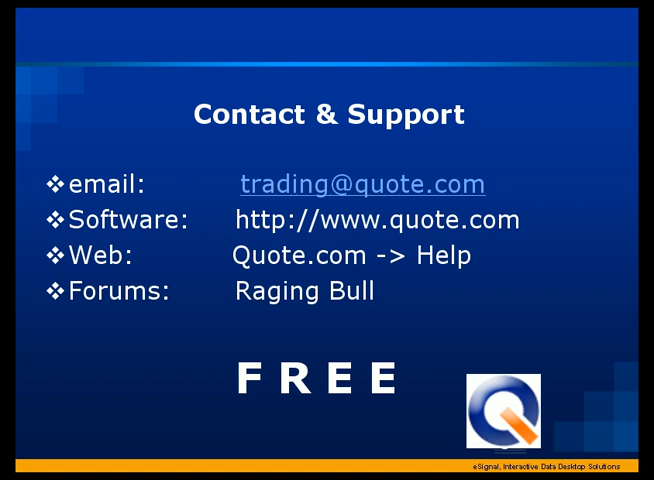 Contact & Support
❖email: trading@quote.com
❖Software: http://www.quote.com
❖Web: Quote.com -> Help
❖Forums: Raging Bull
F R E E
eSignal, Interactive Data Desktop Solutions